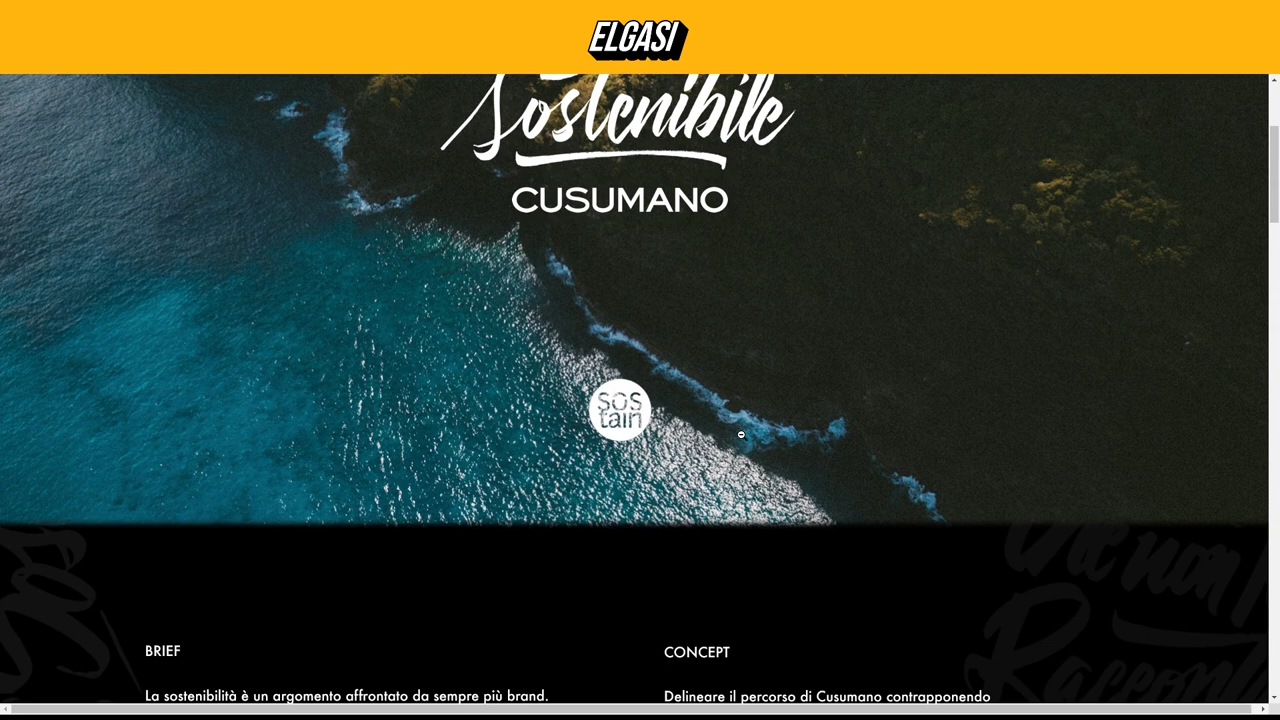 ELGASI
Sostenibile
CUSUMANO
sos
tain
BRIEF
CONCEPT
La sostenibilità è un argomento affrontato da sempre più brand.
Delineare il percorso di Cusumano contrapponendo